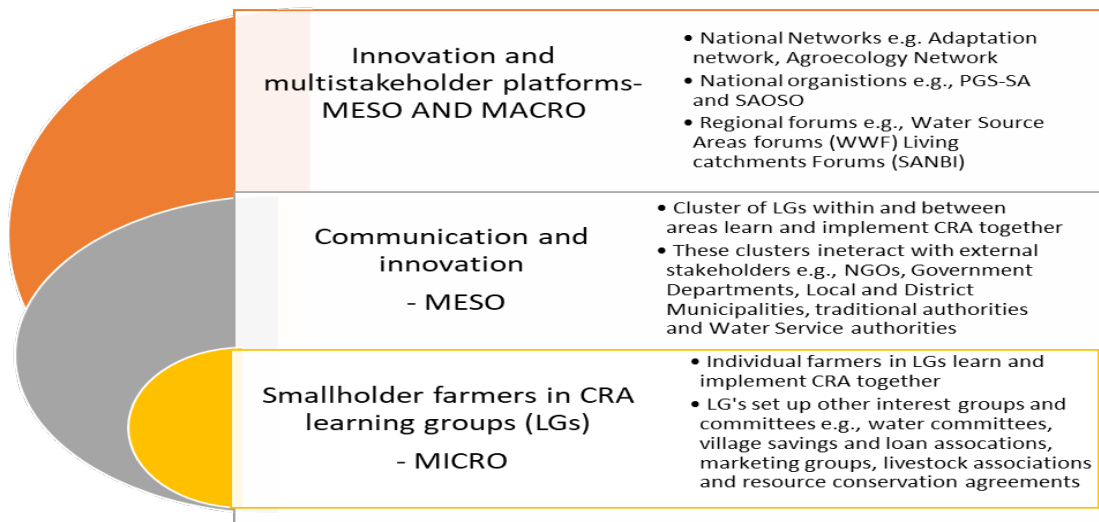 Innovation and
multistakeholder platforms-
MESO AND MACRO
• National Networks e.g. Adaptation
network, Agroecology Network
• National organistions e.g., PGS-SA
and SAOSO
• Regional forums e.g., Water Source
Areas forums (WWF) Living
catchments Forums (SANBI)
Communication and
innovation
- MESO
• Cluster of LGs within and between
areas learn and implement CRA together
• These clusters ineteract with external
stakeholders e.g., NGOs, Government
Departments, Local and District
Municipalities, traditional authorities
and Water Service authorities
Smallholder farmers in CRA
learning groups (LGs)
- MICRO
• Individual farmers in LGs learn and
implement CRA together
• LG's set up other interest groups and
committees e.g., water committees,
village savings and loan assocations,
marketing groups, livestock associations
and resource conservation agreements